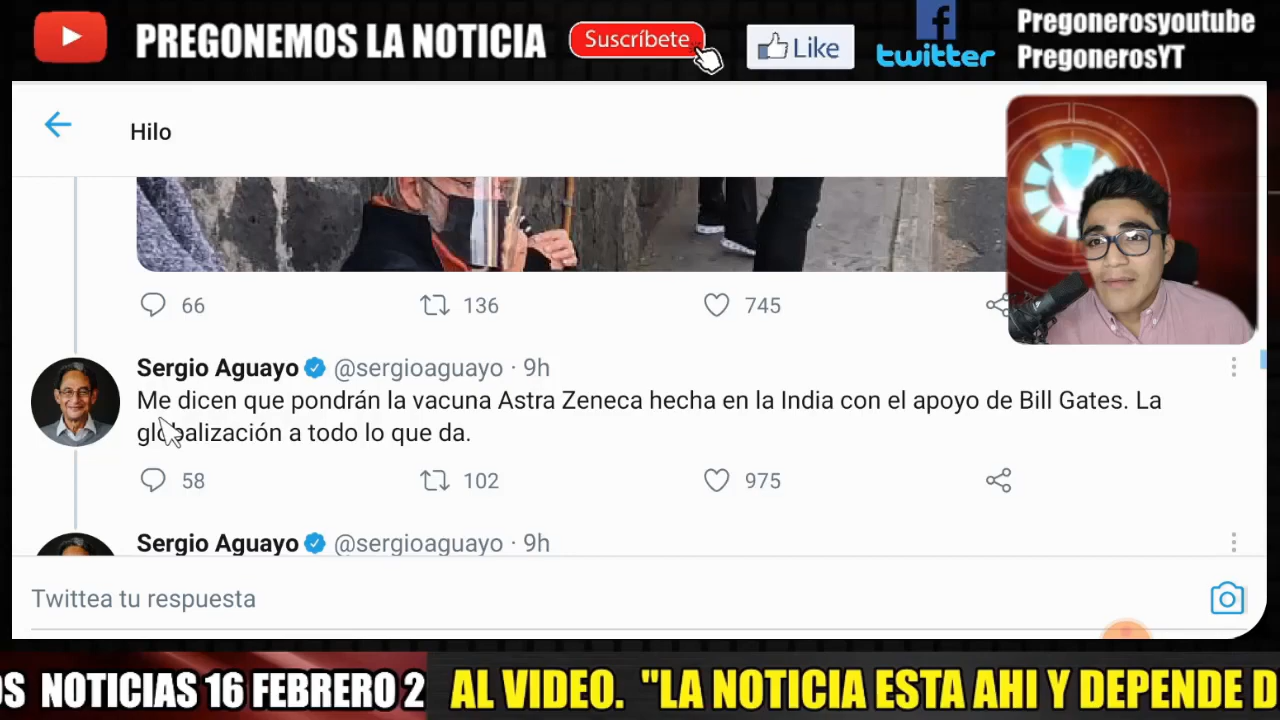 PREGONEMOS LA NOTICIA
Suscríbete
Like
twitter
Pregonerosyoutube
PregonerosYT
Hilo
66 136 745
Sergio Aguayo @sergioaguayo · 9h
Me dicen que pondrán la vacuna Astra Zeneca hecha en la India con el apoyo de Bill Gates. La
globalización a todo lo que da.
58 102 975
Sergio Aguayo @sergioaguayo · 9h
Twittea tu respuesta
OS NOTICIAS 16 FEBRERO 2 AL VIDEO. "LA NOTICIA ESTA AHI Y DEPENDE D